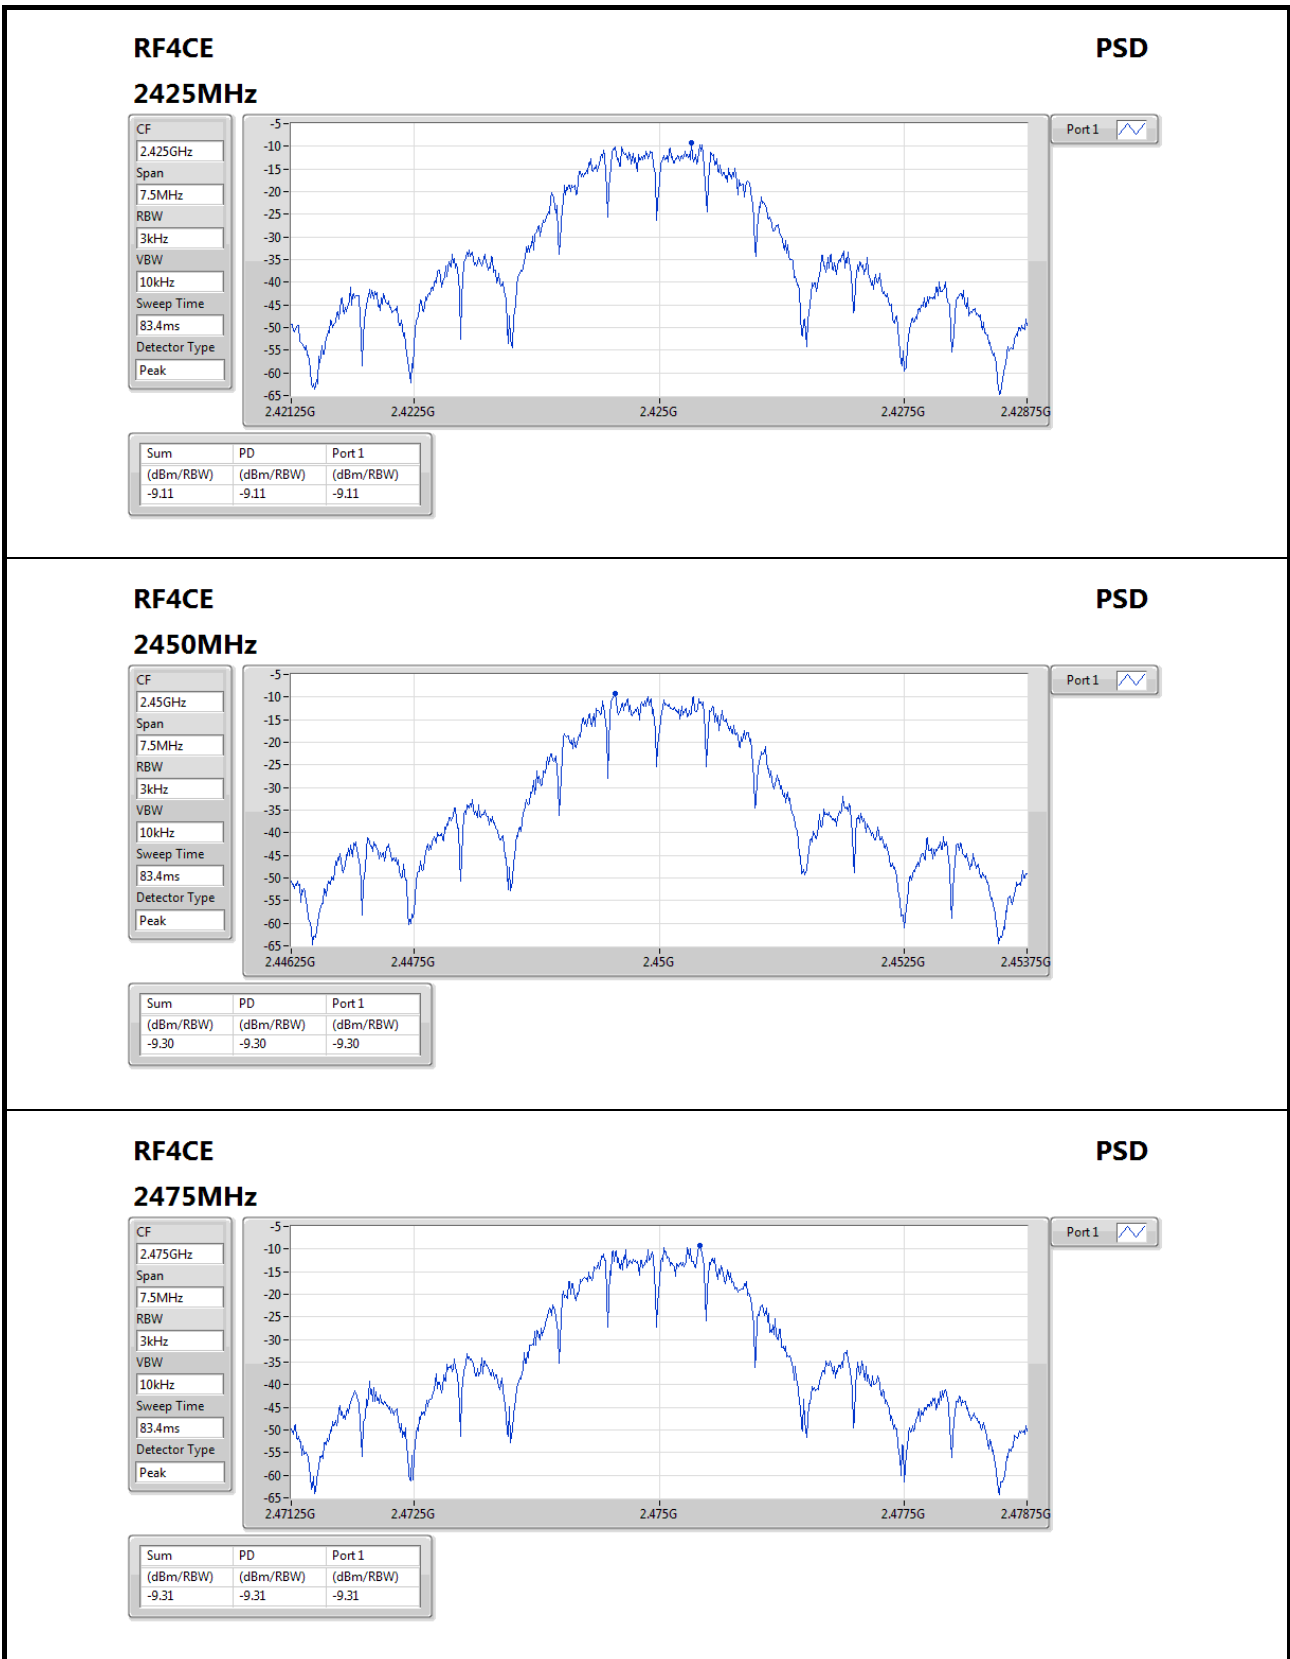 RF4CE PSD
2425MHz
CF
2.425GHz
Span
7.5MHz
RBW
3kHz
VBW
10kHz
Sweep Time
83.4ms
Detector Type
Peak
-5
-10
-15
-20
-25
-30
-35
-40
-45
-50
-55
-60
-65
2.42125G 2.4225G 2.425G 2.4275G 2.42875G
Port 1
Sum PD Port 1
(dBm/RBW) (dBm/RBW) (dBm/RBW)
-9.11 -9.11 -9.11
RF4CE PSD
2450MHz
CF
2.45GHz
Span
7.5MHz
RBW
3kHz
VBW
10kHz
Sweep Time
83.4ms
Detector Type
Peak
-5
-10
-15
-20
-25
-30
-35
-40
-45
-50
-55
-60
-65
2.44625G 2.4475G 2.45G 2.4525G 2.45375G
Port 1
Sum PD Port 1
(dBm/RBW) (dBm/RBW) (dBm/RBW)
-9.30 -9.30 -9.30
RF4CE PSD
2475MHz
CF
2.475GHz
Span
7.5MHz
RBW
3kHz
VBW
10kHz
Sweep Time
83.4ms
Detector Type
Peak
-5
-10
-15
-20
-25
-30
-35
-40
-45
-50
-55
-60
-65
2.47125G 2.4725G 2.475G 2.4775G 2.47875G
Port 1
Sum PD Port 1
(dBm/RBW) (dBm/RBW) (dBm/RBW)
-9.31 -9.31 -9.31